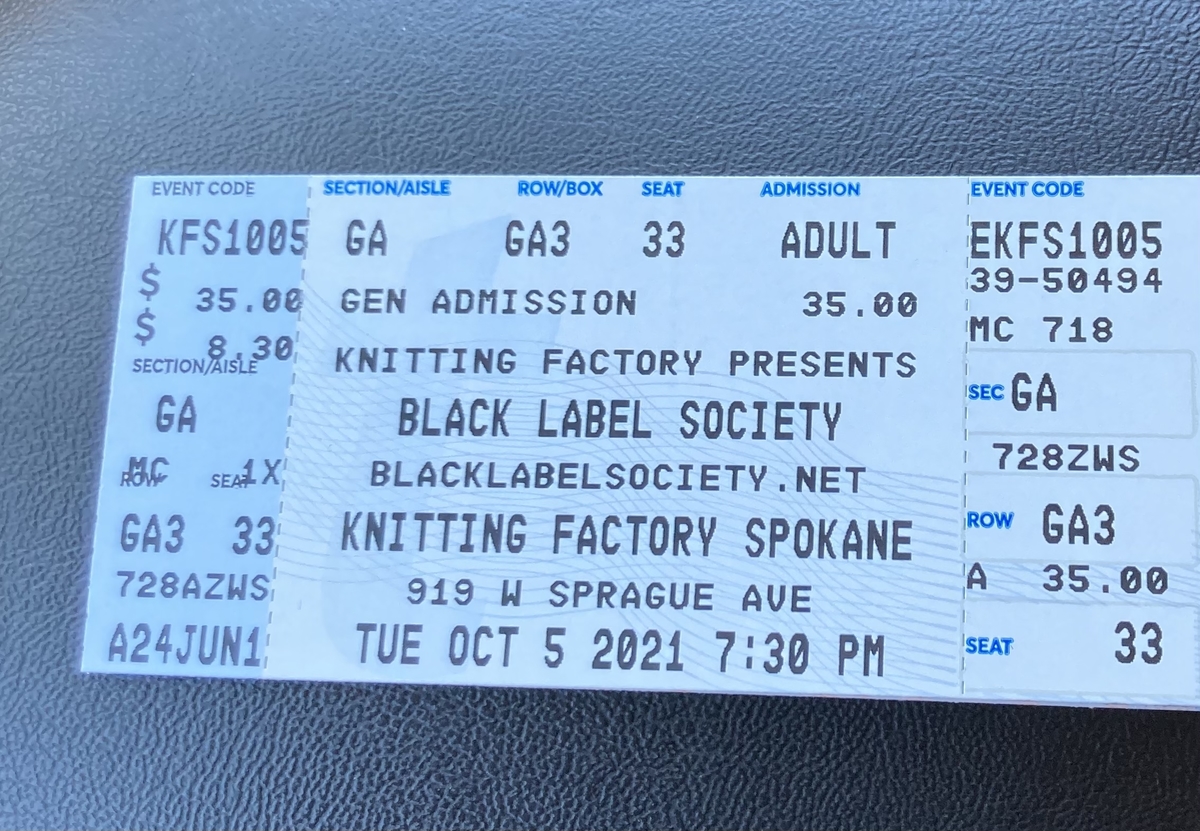 EVENT CODE
KFS1005
$ 35.00
$ 8.30
SECTION/AISLE
GA
MC 1X
ROW SEAT
GA3 33
728AZWS
A24JUN1
SECTION/AISLE ROW/BOX SEAT ADMISSION
GA GA3 33 ADULT
GEN ADMISSION 35.00
KNITTING FACTORY PRESENTS
BLACK LABEL SOCIETY
BLACKLABELSOCIETY.NET
KNITTING FACTORY SPOKANE
919 W SPRAGUE AVE
TUE OCT 5 2021 7:30 PM
EVENT CODE
EKFS1005
39-50494
MC 718
SEC GA
728ZWS
ROW GA3
A 35.00
SEAT 33